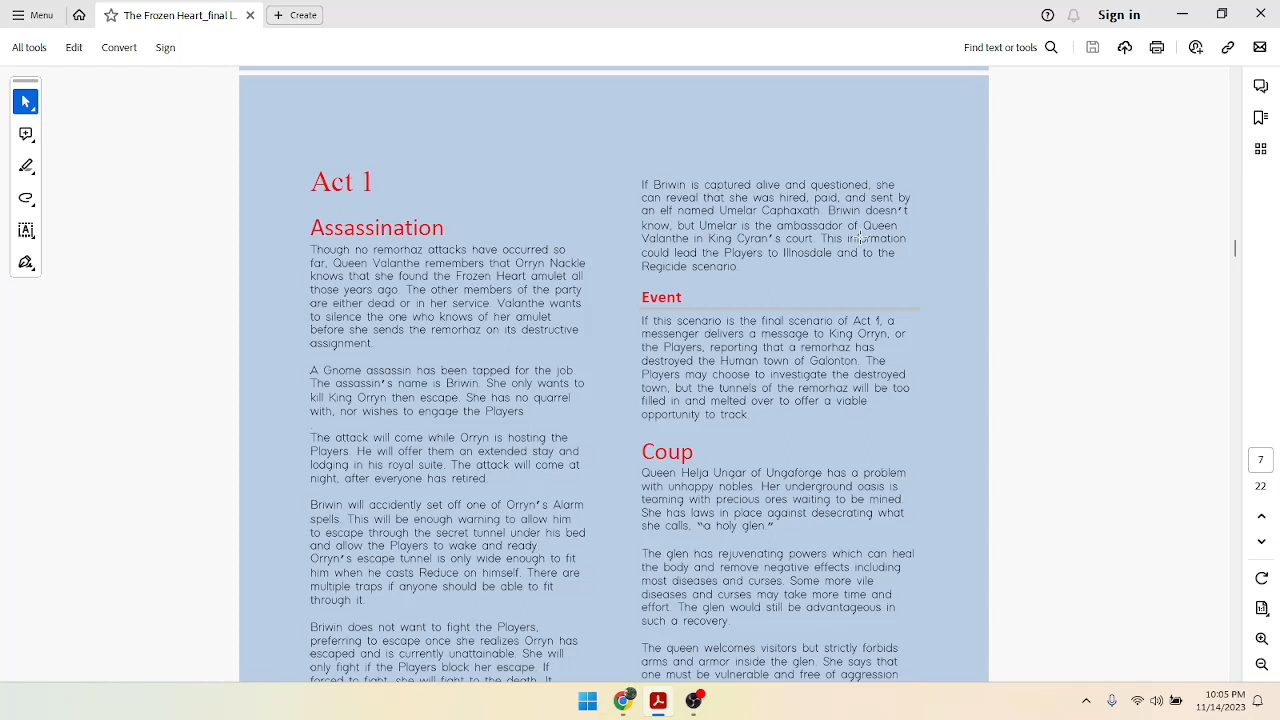 Menu
The Frozen Heart_final L...
Create
Sign in
All tools
Edit
Convert
Sign
Find text or tools
Act 1
Assassination
Though no remorhaz attacks have occurred so
far, Queen Valanthe remembers that Orryn Nackle
knows that she found the Frozen Heart amulet all
those years ago. The other members of the party
are either dead or in her service. Valanthe wants
to silence the one who knows of her amulet
before she sends the remorhaz on its destructive
assignment.
A Gnome assassin has been tapped for the job.
The assassin's name is Briwin. She only wants to
kill King Orryn then escape. She has no quarrel
with, nor wishes to engage the Players
.
The attack will come while Orryn is hosting the
Players. He will offer them an extended stay and
lodging in his royal suite. The attack will come at
night, after everyone has retired.
Briwin will accidently set off one of Orryn's Alarm
spells. This will be enough warning to allow him
to escape through the secret tunnel under his bed
and allow the Players to wake and ready
Orryn's escape tunnel is only wide enough to fit
him when he casts Reduce on himself. There are
multiple traps if anyone should be able to fit
through it.
Briwin does not want to fight the Players,
preferring to escape once she realizes Orryn has
escaped and is currently unattainable. She will
only fight if the Players block her escape. If
forced to fight, she will fight to the death. It
If Briwin is captured alive and questioned, she
can reveal that she was hired, paid, and sent by
an elf named Umelar Caphaxath. Briwin doesn't
know, but Umelar is the ambassador of Queen
Valanthe in King Cyran's court. This information
could lead the Players to Illnosdale and to the
Regicide scenario.
Event
If this scenario is the final scenario of Act 1, a
messenger delivers a message to King Orryn, or
the Players, reporting that a remorhaz has
destroyed the Human town of Galonton. The
Players may choose to investigate the destroyed
town, but the tunnels of the remorhaz will be too
filled in and melted over to offer a viable
opportunity to track.
Coup
Queen Helja Ungar of Ungaforge has a problem
with unhappy nobles. Her underground oasis is
teaming with precious ores waiting to be mined.
She has laws in place against desecrating what
she calls, "a holy glen."
The glen has rejuvenating powers which can heal
the body and remove negative effects including
most diseases and curses. Some more vile
diseases and curses may take more time and
effort. The glen would still be advantageous in
such a recovery.
The queen welcomes visitors but strictly forbids
arms and armor inside the glen. She says that
one must be vulnerable and free of aggression
7
22
10:05 PM
11/14/2023